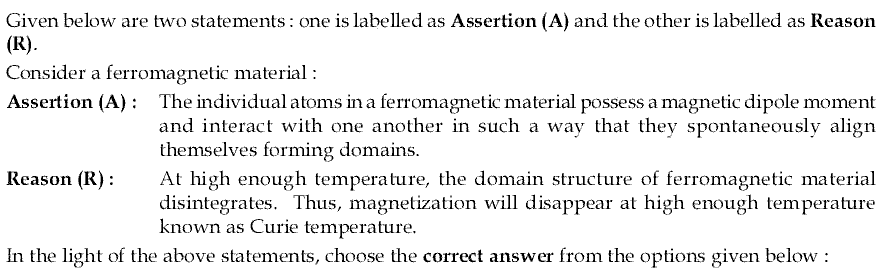 Given below are two statements : one is labelled as Assertion (A) and the other is labelled as Reason
(R).
Consider a ferromagnetic material :
Assertion (A) : The individual atoms in a ferromagnetic material possess a magnetic dipole moment
and interact with one another in such a way that they spontaneously align
themselves forming domains.
Reason (R) : At high enough temperature, the domain structure of ferromagnetic material
disintegrates. Thus, magnetization will disappear at high enough temperature
known as Curie temperature.
In the light of the above statements, choose the correct answer from the options given below :